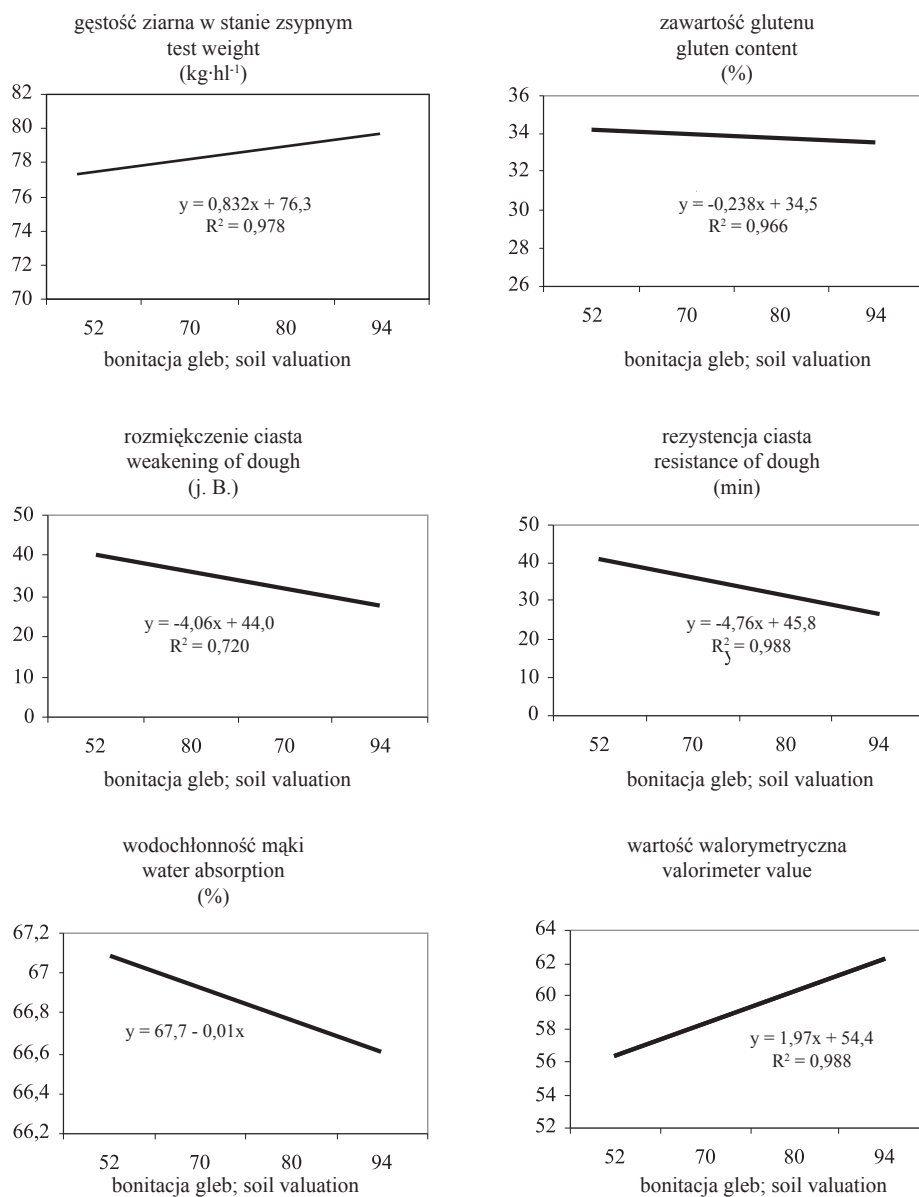 gęstość ziarna w stanie zsypnym
test weight
(kg·hl⁻¹)
82
80
78
76
74
72
70
y = 0,832x + 76,3
R² = 0,978
52 70 80 94
bonitacja gleb; soil valuation
zawartość glutenu
gluten content
(%)
36
34
32
30
28
26
y = -0,238x + 34,5
R² = 0,966
52 70 80 94
bonitacja gleb; soil valuation
rozmiękczenie ciasta
weakening of dough
(j. B.)
50
40
30
20
10
0
y = -4,06x + 44,0
R² = 0,720
52 80 70 94
bonitacja gleb; soil valuation
rezystencja ciasta
resistance of dough
(min)
50
40
30
20
10
0
y = -4,76x + 45,8
R² = 0,988
y
52 70 80 94
bonitacja gleb; soil valuation
wodochłonność mąki
water absorption
(%)
67,2
67
66,8
66,6
66,4
66,2
y = 67,7 - 0,01x
52 70 80 94
bonitacja gleb; soil valuation
wartość walorymetryczna
valorimeter value
64
62
60
58
56
54
52
y = 1,97x + 54,4
R² = 0,988
52 70 80 94
bonitacja gleb; soil valuation